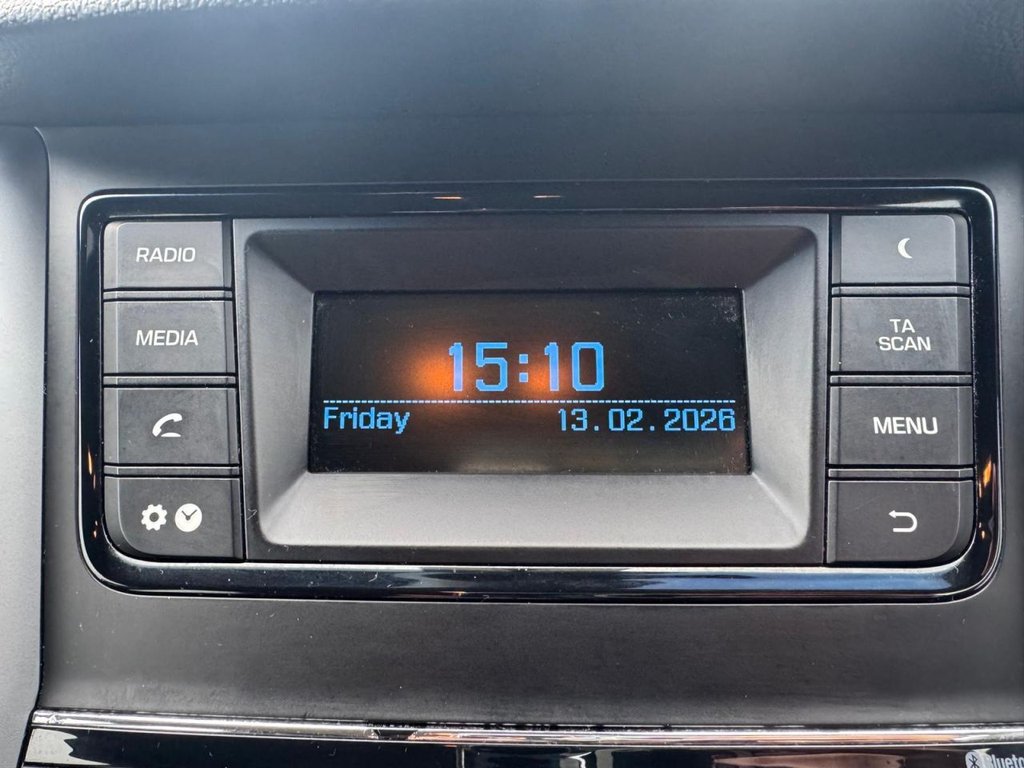 RADIO
MEDIA
15:10
Friday 13.02.2026
TA
SCAN
MENU